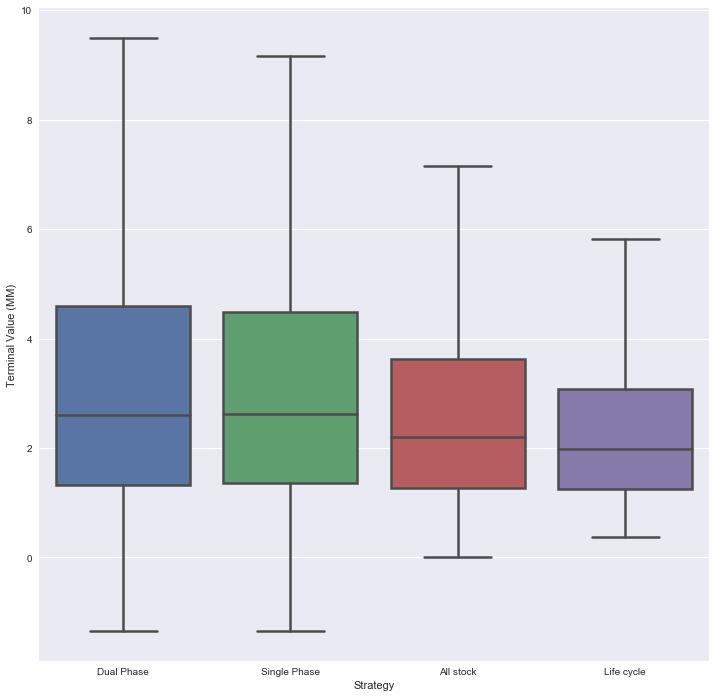 10
8
6
4
2
0
Terminal Value (MM)
Dual Phase
Single Phase
All stock
Life cycle
Strategy